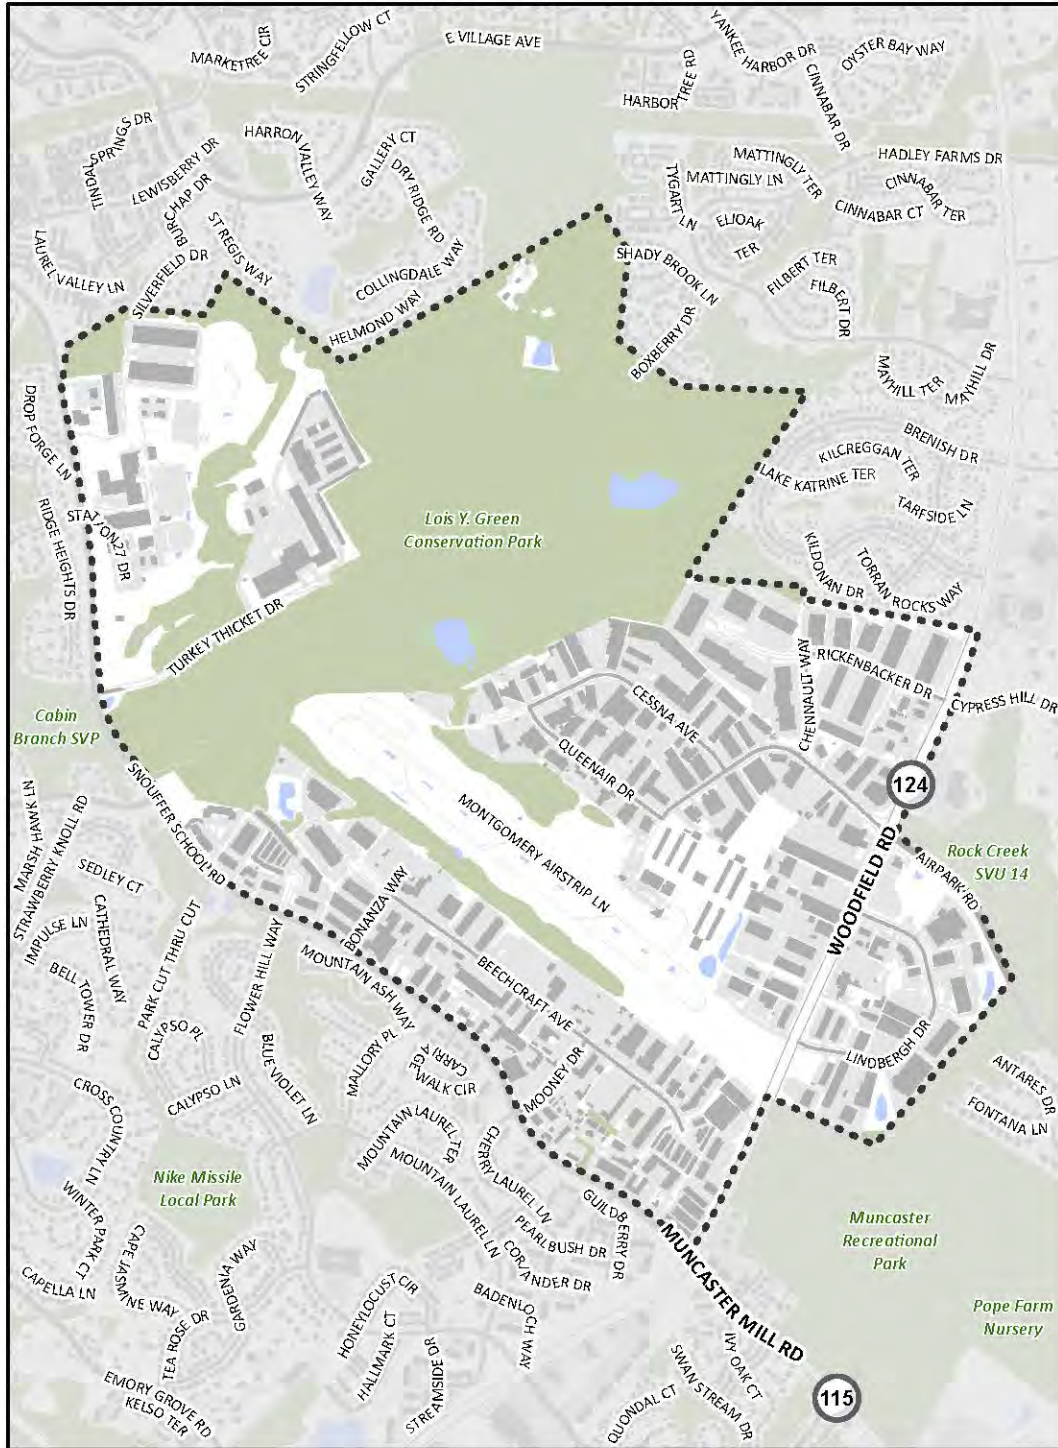 MARKETREE CIR
STRINGFELLOW CT
E VILLAGE AVE
YANKEE HARBOR DR
OYSTER BAY WAY
CINNABAR DR
HARBOR TREE RD
TINDAL SPRINGS DR
LEWISBERRY DR
HARRON VALLEY WAY
GALLERY CT
DRY RIDGE RD
MATTINGLY TER
HADLEY FARMS DR
TYGART LN
MATTINGLY LN
CINNABAR TER
CINNABAR CT
BURCHAP DR
ST REGIS WAY
ELIOAK
TER
LAUREL VALLEY LN
SILVERFIELD DR
COLLINGDALE WAY
SHADY BROOK LN
FILBERT TER
FILBERT DR
HELMOND WAY
BOXBERRY DR
MAYHILL TER
MAYHILL DR
DROP FORGE LN
BRENISH DR
KILCREGGAN TER
LAKE KATRINE TER
TARFSIDE LN
RIDGE HEIGHTS DR
STATION 27 DR
Lois Y. Green
Conservation Park
KILDONAN DR
TORRAN ROCKS WAY
TURKEY THICKET DR
RICKENBACKER DR
CHENNAULT WAY
CYPRESS HILL DR
Cabin
Branch SVP
CESSNA AVE
QUEENAIR DR
SNOUFFER SCHOOL RD
MONTGOMERY AIRSTRIP LN
124
MARSH HAWK LN
STRAWBERRY KNOLL RD
SEDLEY CT
WOODFIELD RD
AIRPARK RD
Rock Creek
SVU 14
IMPULSE LN
CATHEDRAL WAY
BELL TOWER DR
PARK CUT THRU CUT
BONANZA WAY
FLOWER HILL WAY
MOUNTAIN ASH WAY
BEECHCRAFT AVE
CALYPSO PL
CALYPSO LN
BLUE VIOLET LN
MALLORY PL
CARRIAGE
WALK CIR
MOONEY DR
LINDBERGH DR
ANTARES DR
FONTANA LN
CROSS COUNTRY LN
MOUNTAIN LAUREL TER
CHERRY LAUREL LN
MOUNTAIN LAUREL LN
Nike Missile
Local Park
WINTER PARK CT
CAPE JASMINE WAY
GUILDBERRY DR
PEARLBUSH DR
CORIANDER DR
Muncaster
Recreational
Park
CAPELLA LN
GARDENIA WAY
HONEYLOCUST CIR
BADENLOCH WAY
MUNCASTER MILL RD
Pope Farm
Nursery
TEA ROSE DR
HALLMARK CT
STREAMSIDE DR
IVY OAK CT
SWAN STREAM DR
EMORY GROVE RD
KELSO TER
QUONDAL CT
115